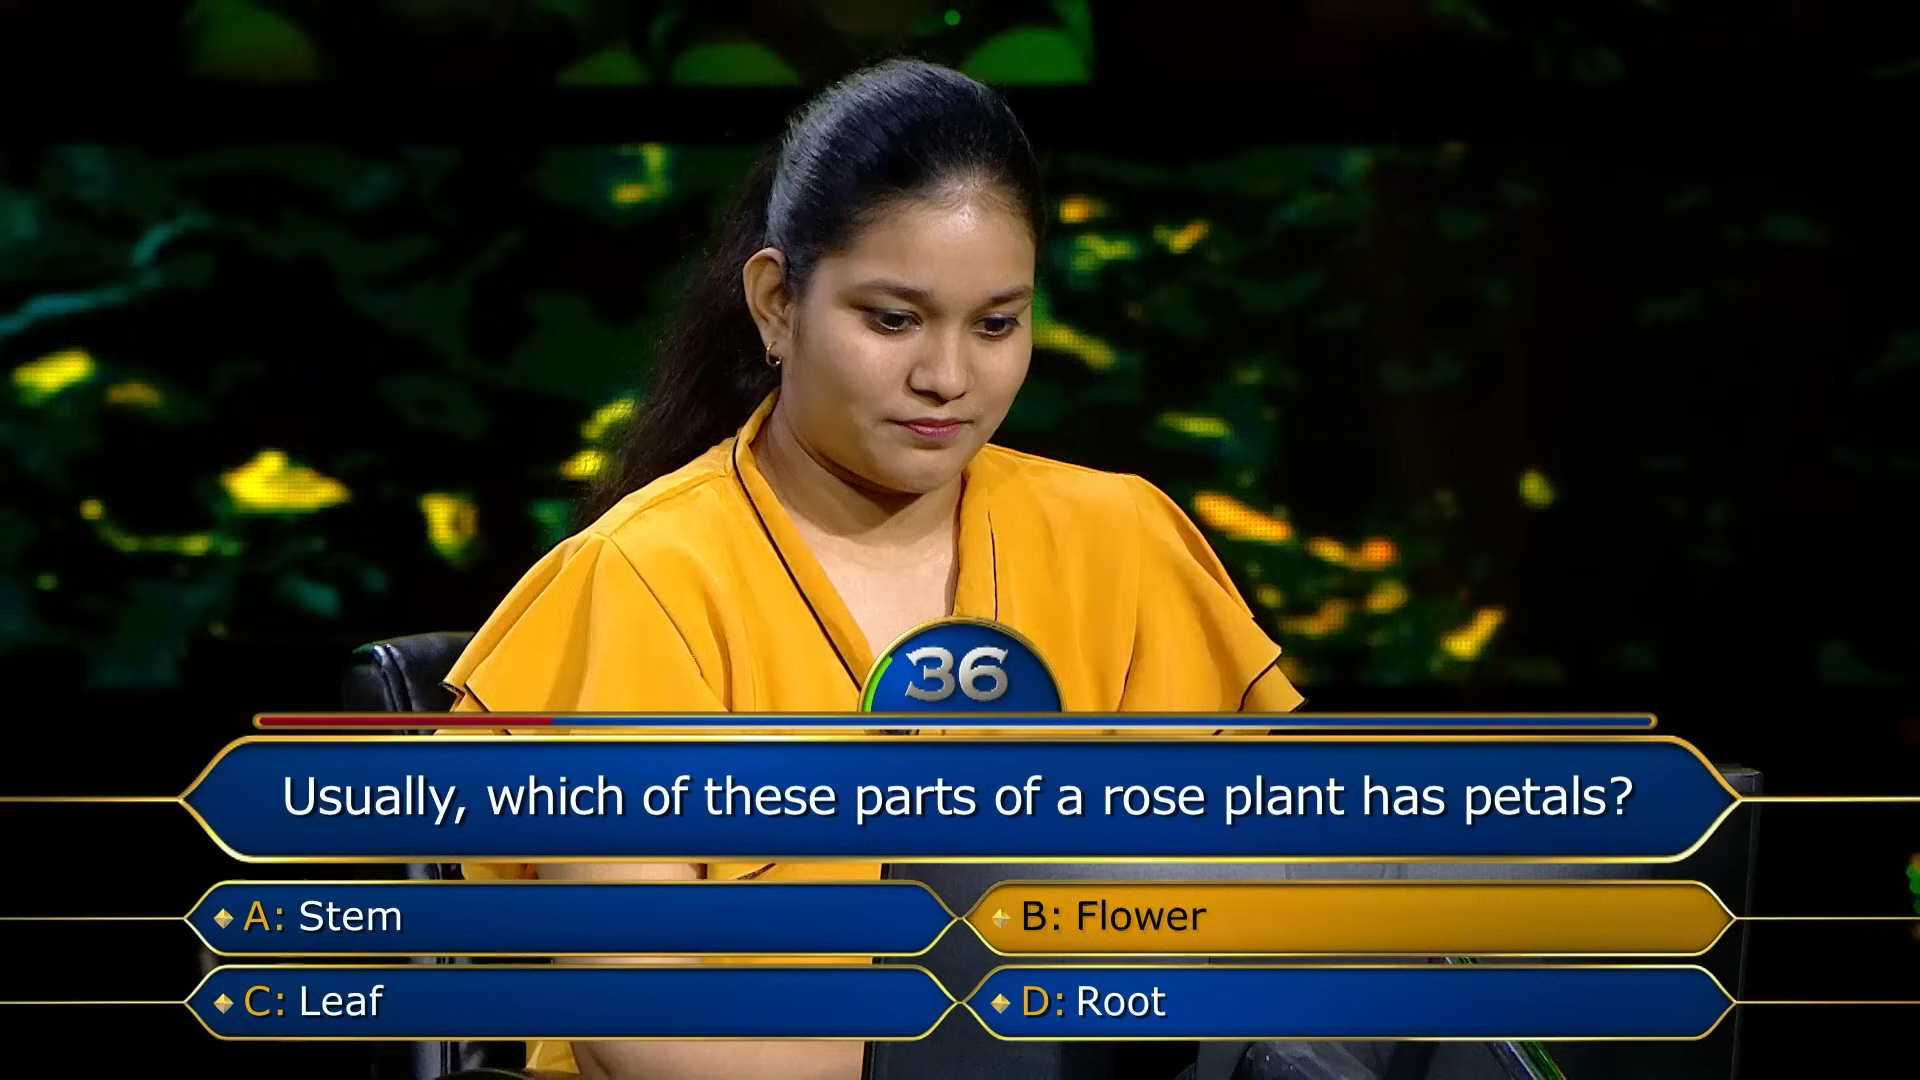 36
Usually, which of these parts of a rose plant has petals?
A: Stem
B: Flower
C: Leaf
D: Root